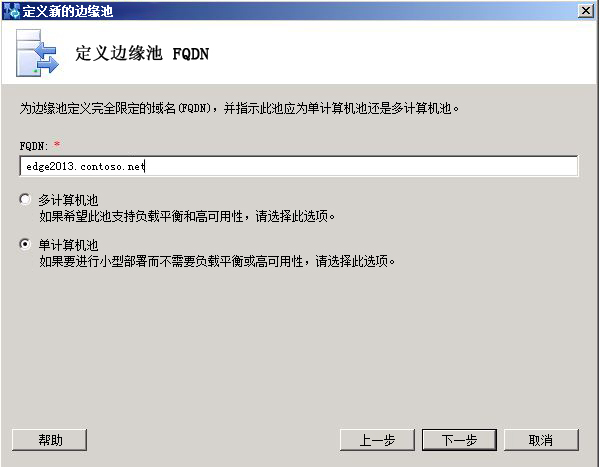 定义新的边缘池
定义边缘池 FQDN
为边缘池定义完全限定的域名(FQDN)，并指示此池应为单计算机池还是多计算机池。
FQDN: *
edge2013.contoso.net
多计算机池
如果希望此池支持负载平衡和高可用性，请选择此选项。
单计算机池
如果要进行小型部署而不需要负载平衡或高可用性，请选择此选项。
帮助
上一步
下一步
取消